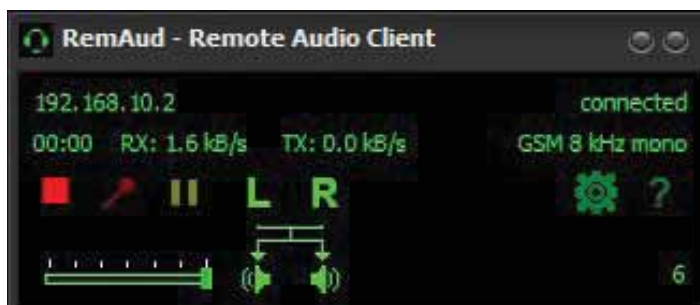 RemAud - Remote Audio Client
192.168.10.2 connected
00:00 RX: 1.6 kB/s TX: 0.0 kB/s GSM 8 kHz mono
L R ?
6